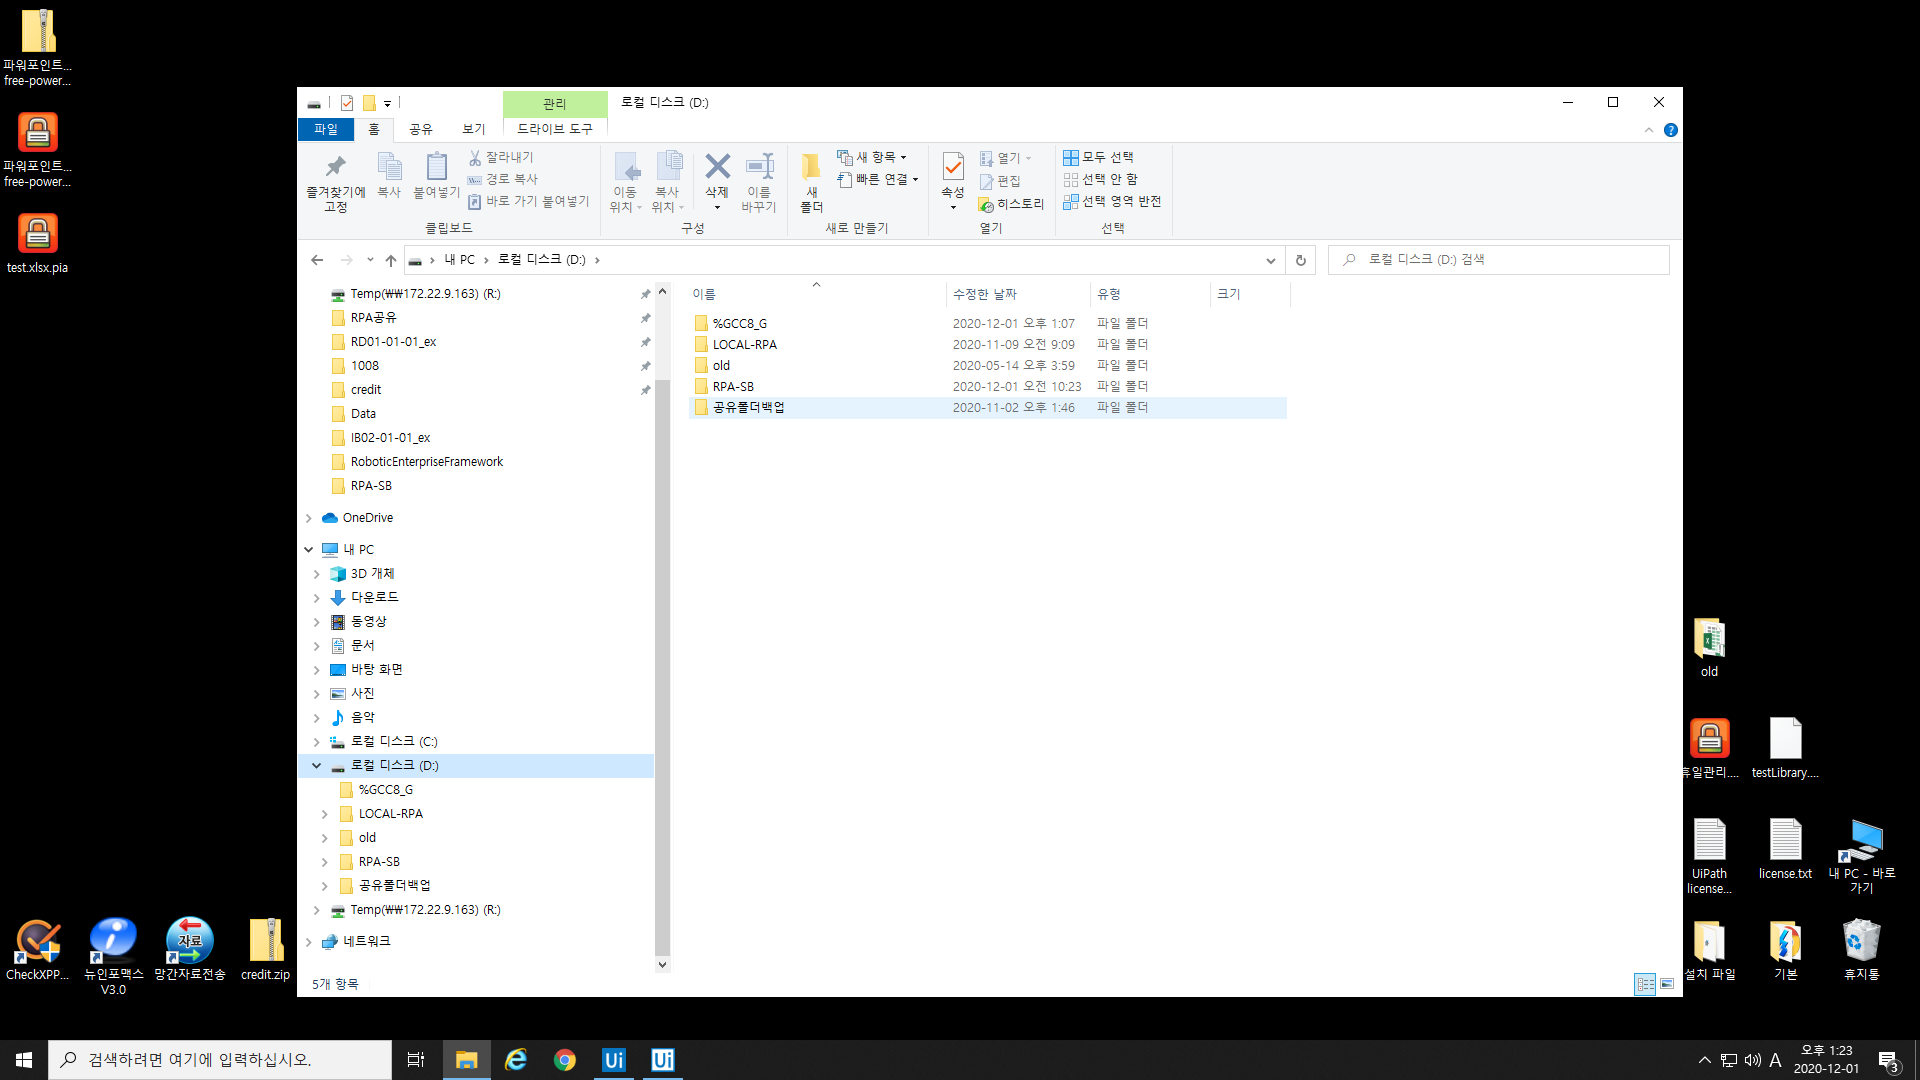 파워포인트...
free-power...
파워포인트...
free-power...
test.xlsx.pia
관리
로컬 디스크 (D:)
파일
홈
공유
보기
드라이브 도구
즐겨찾기에
고정
복사
붙여넣기
잘라내기
경로 복사
바로 가기 붙여넣기
클립보드
이동
위치
복사
위치
삭제
이름
바꾸기
구성
새
폴더
새 항목
빠른 연결
새로 만들기
속성
열기
편집
히스토리
열기
모두 선택
선택 안 함
선택 영역 반전
선택
내 PC
로컬 디스크 (D:)
로컬 디스크 (D:) 검색
Temp(₩₩172.22.9.163) (R:)
RPA공유
RD01-01-01_ex
1008
credit
Data
IB02-01-01_ex
RoboticEnterpriseFramework
RPA-SB
OneDrive
내 PC
3D 개체
다운로드
동영상
문서
바탕 화면
사진
음악
로컬 디스크 (C:)
로컬 디스크 (D:)
%GCC8_G
LOCAL-RPA
old
RPA-SB
공유폴더백업
Temp(₩₩172.22.9.163) (R:)
네트워크
이름 수정한 날짜 유형 크기
%GCC8_G 2020-12-01 오후 1:07 파일 폴더
LOCAL-RPA 2020-11-09 오전 9:09 파일 폴더
old 2020-05-14 오후 3:59 파일 폴더
RPA-SB 2020-12-01 오전 10:23 파일 폴더
공유폴더백업 2020-11-02 오후 1:46 파일 폴더
5개 항목
old
휴일관리....
testLibrary....
UiPath
license...
license.txt
내 PC - 바로
가기
설치 파일
기본
휴지통
CheckXPP...
뉴인포맥스
V3.0
자료
망간자료전송
credit.zip
검색하려면 여기에 입력하십시오.
Ui
Ui
A
오후 1:23
2020-12-01
3